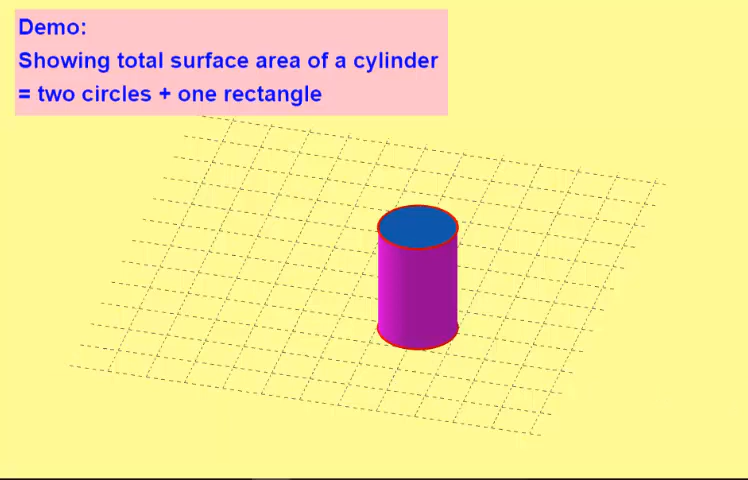 Demo:
Showing total surface area of a cylinder
= two circles + one rectangle